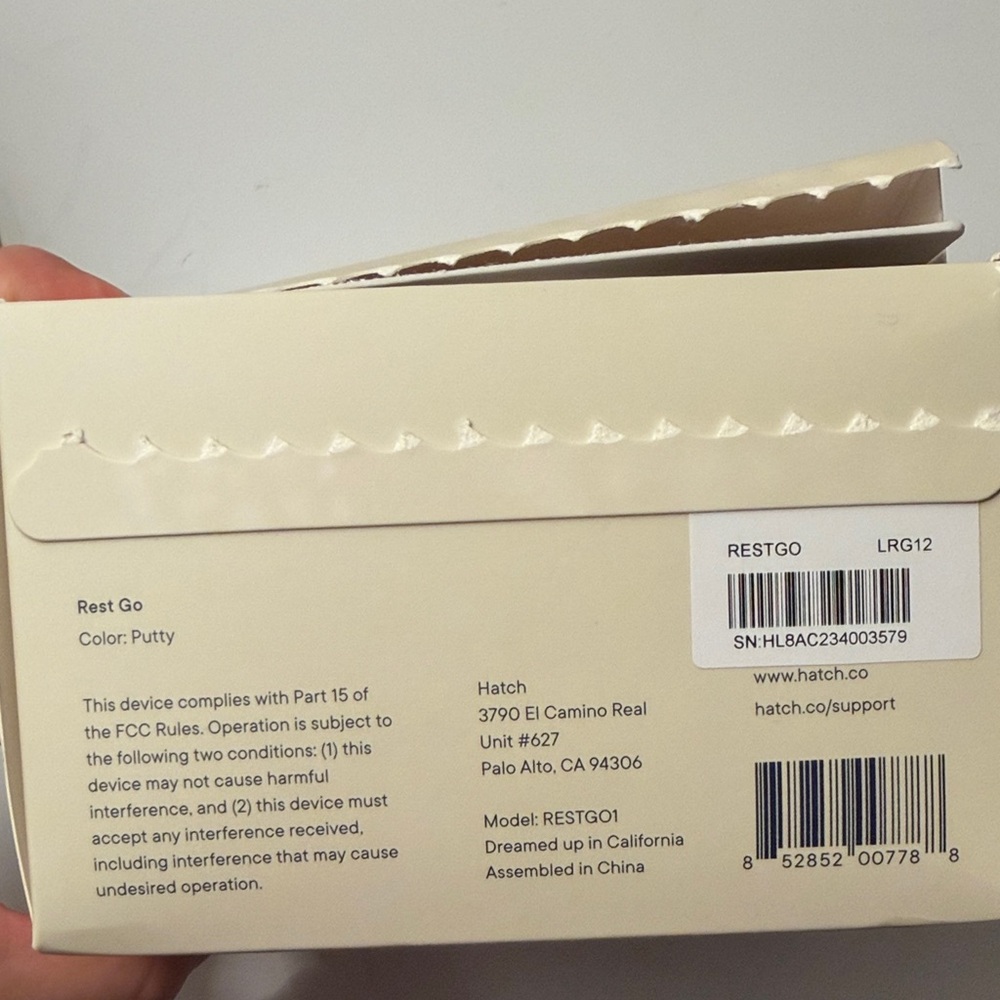 RESTGO LRG12
SN:HL8AC234003579
Rest Go
Color: Putty
This device complies with Part 15 of
the FCC Rules. Operation is subject to
the following two conditions: (1) this
device may not cause harmful
interference, and (2) this device must
accept any interference received,
including interference that may cause
undesired operation.
Hatch
3790 El Camino Real
Unit #627
Palo Alto, CA 94306
Model: RESTGO1
Dreamed up in California
Assembled in China
www.hatch.co
hatch.co/support
8 52852 00778 8